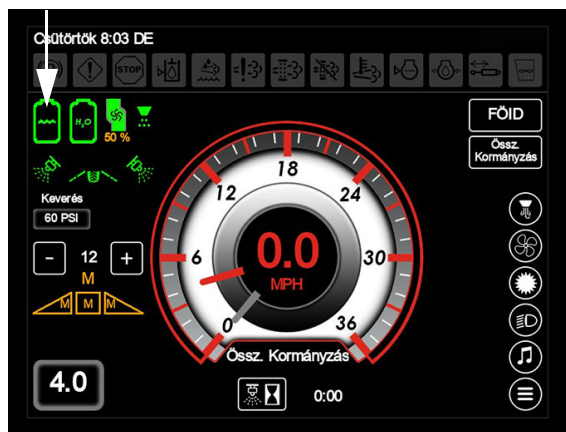 Csütörtök 8:03 DE
STOP
H₂O
50 %
FÖlD
Össz.
Kormányzás
Keverés
60 PSI
- 12 +
M
M M M
0
6
12
18
24
30
36
0.0
MPH
Össz. Kormányzás
4.0
0:00